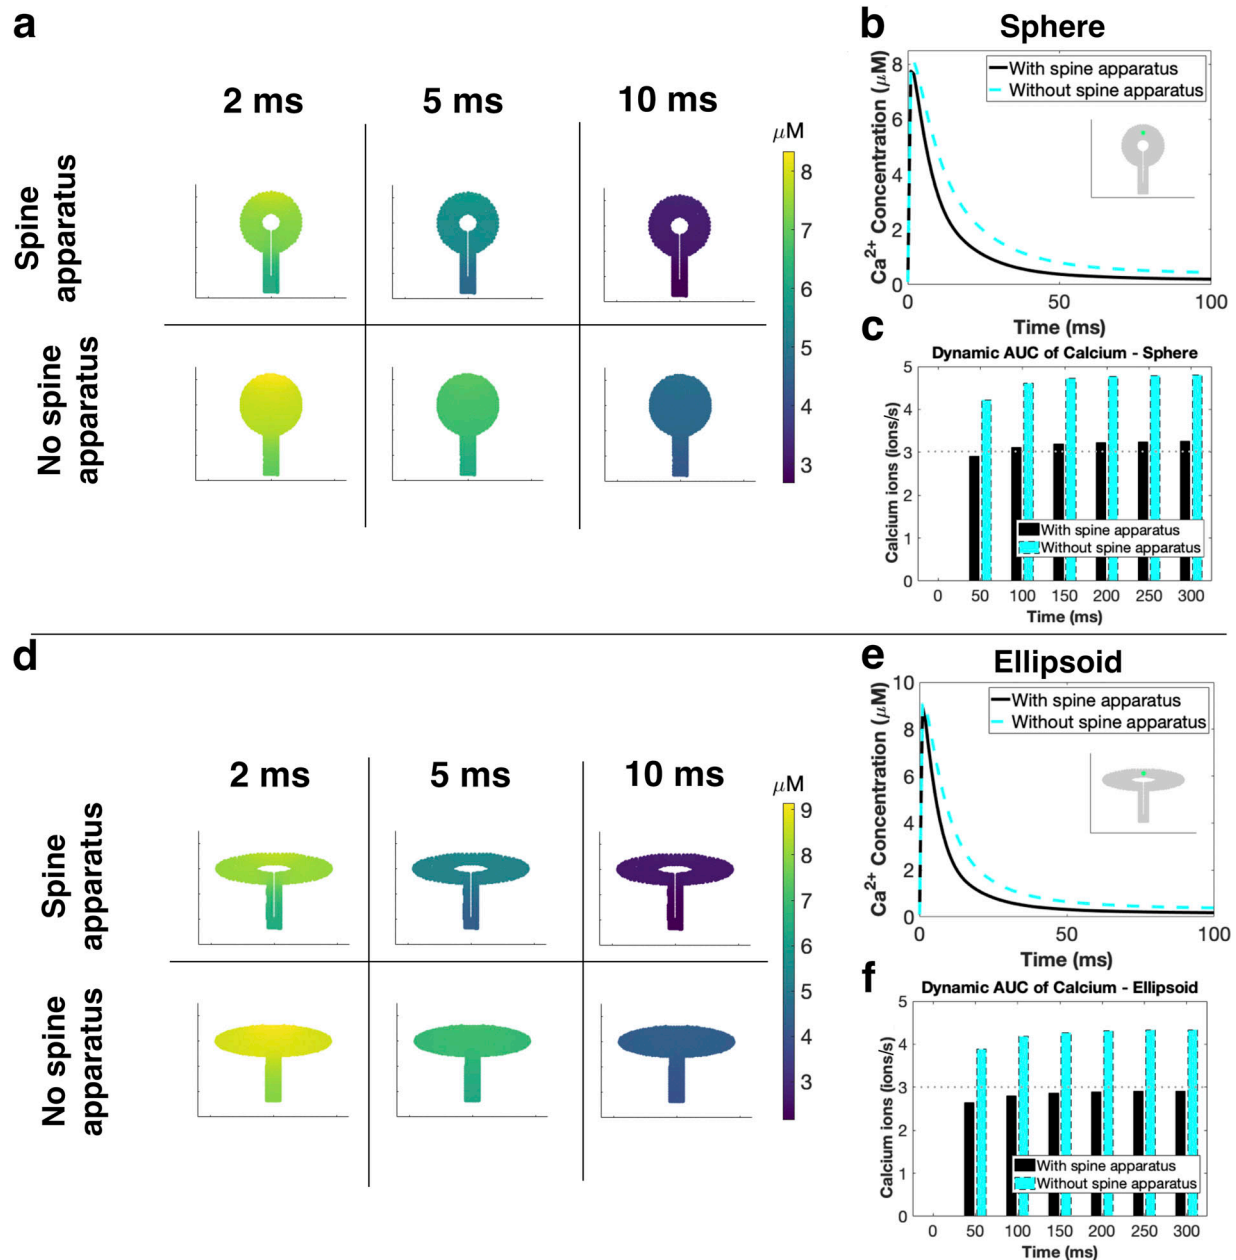 a
2 ms
5 ms
10 ms
μM
8
7
6
5
4
3
Spine
apparatus
No spine
apparatus
b
Sphere
Ca²⁺ Concentration (μM)
8
6
4
2
0
With spine apparatus
Without spine apparatus
0
50
100
Time (ms)
c
Dynamic AUC of Calcium - Sphere
Calcium ions (ions/s)
5
4
3
2
1
0
With spine apparatus
Without spine apparatus
0
50
100
150
200
250
300
Time (ms)
d
2 ms
5 ms
10 ms
μM
9
8
7
6
5
4
3
Spine
apparatus
No spine
apparatus
e
Ellipsoid
Ca²⁺ Concentration (μM)
10
8
6
4
2
0
With spine apparatus
Without spine apparatus
0
50
100
Time (ms)
f
Dynamic AUC of Calcium - Ellipsoid
Calcium ions (ions/s)
5
4
3
2
1
0
With spine apparatus
Without spine apparatus
0
50
100
150
200
250
300
Time (ms)